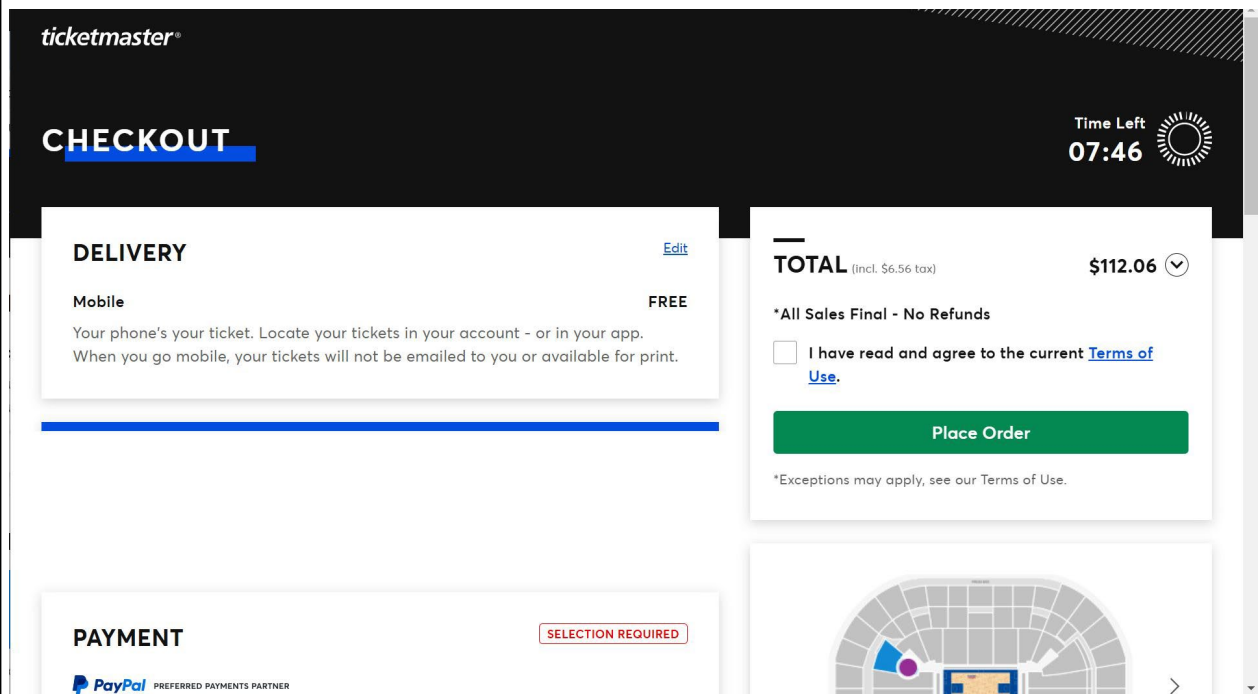 ticketmaster®
CHECKOUT
Time Left
07:46
DELIVERY
Edit
Mobile
FREE
Your phone's your ticket. Locate your tickets in your account - or in your app.
When you go mobile, your tickets will not be emailed to you or available for print.
TOTAL (incl. $6.56 tax)
$112.06
*All Sales Final - No Refunds
I have read and agree to the current Terms of
Use.
Place Order
*Exceptions may apply, see our Terms of Use.
PAYMENT
SELECTION REQUIRED
PayPal PREFERRED PAYMENTS PARTNER